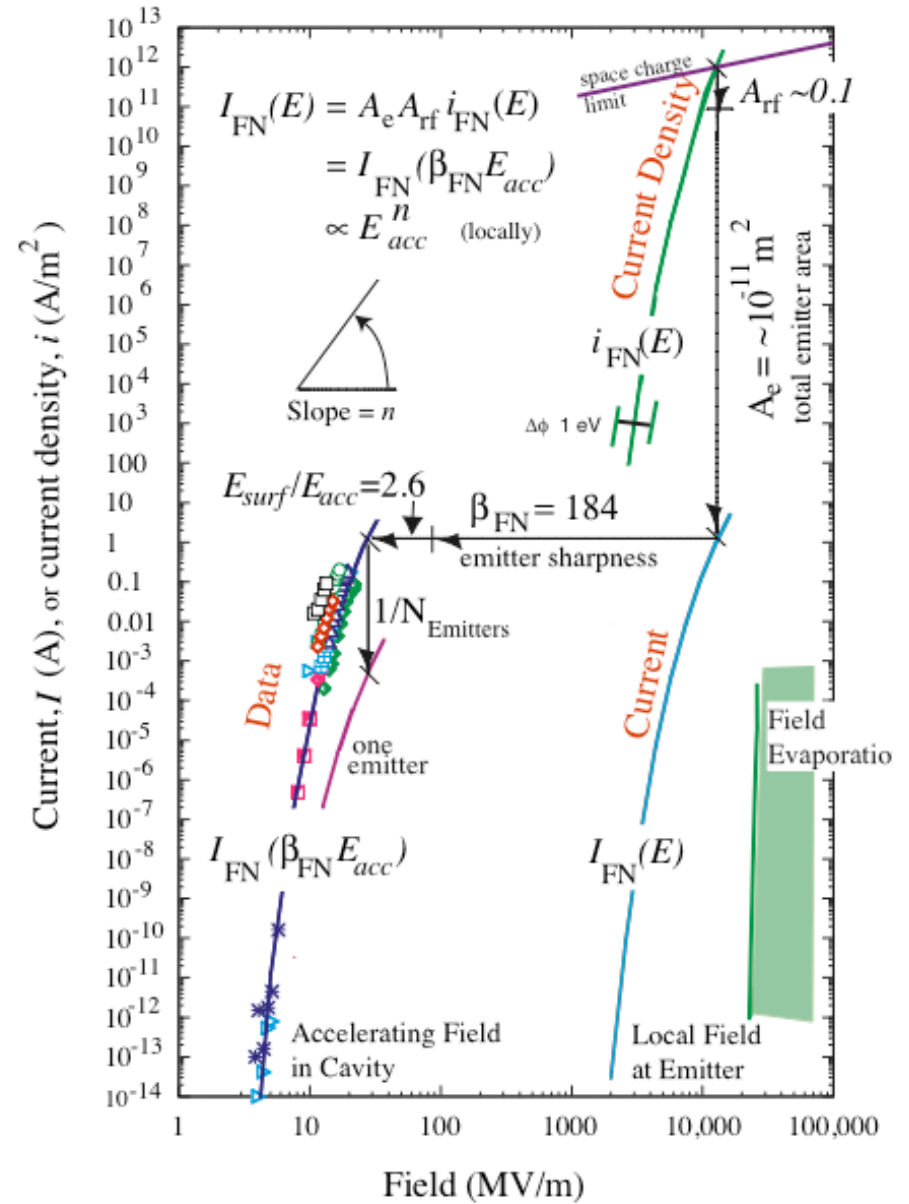 10^13
10^12
10^11
10^10
10^9
10^8
10^7
10^6
10^5
10^4
10^3
100
10
1
0.1
0.01
10^-3
10^-4
10^-5
10^-6
10^-7
10^-8
10^-9
10^-10
10^-11
10^-12
10^-13
10^-14
Current, I (A), or current density, i (A/m^2)
I_FN(E) = A_e A_rf i_FN(E)
= I_FN(β_FN E_acc)
∝ E_acc^n (locally)
Slope = n
space charge
limit
A_rf ~0.1
Current Density
A_e = ~10^-11 m^2
total emitter area
i_FN(E)
Δϕ 1 eV
E_surf/E_acc=2.6
β_FN = 184
emitter sharpness
1/N_Emitters
Data
one
emitter
Current
Field
Evaporatio
I_FN(β_FN E_acc)
I_FN(E)
Accelerating Field
in Cavity
Local Field
at Emitter
1
10
100
1000
10,000
100,000
Field (MV/m)